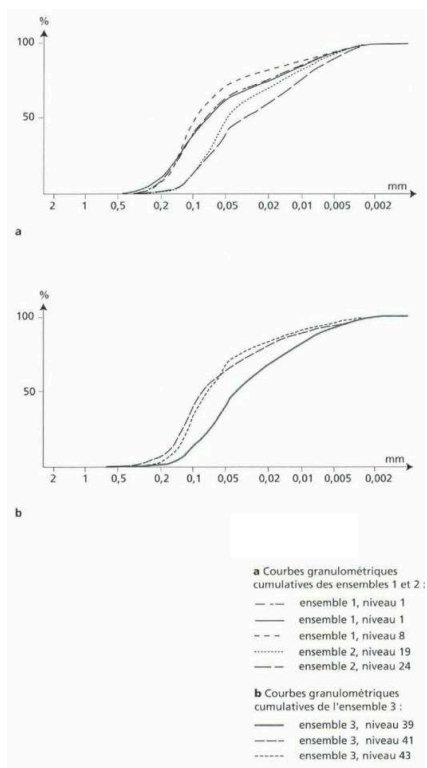 %
100
50
mm
2 1 0,5 0,2 0,1 0,05 0,02 0,01 0,005 0,002
a
%
100
50
mm
2 1 0,5 0,2 0,1 0,05 0,02 0,01 0,005 0,002
b
a Courbes granulométriques
cumulatives des ensembles 1 et 2 :
ensemble 1, niveau 1
ensemble 1, niveau 1
ensemble 1, niveau 8
ensemble 2, niveau 19
ensemble 2, niveau 24
b Courbes granulométriques
cumulatives de l'ensemble 3 :
ensemble 3, niveau 39
ensemble 3, niveau 41
ensemble 3, niveau 43